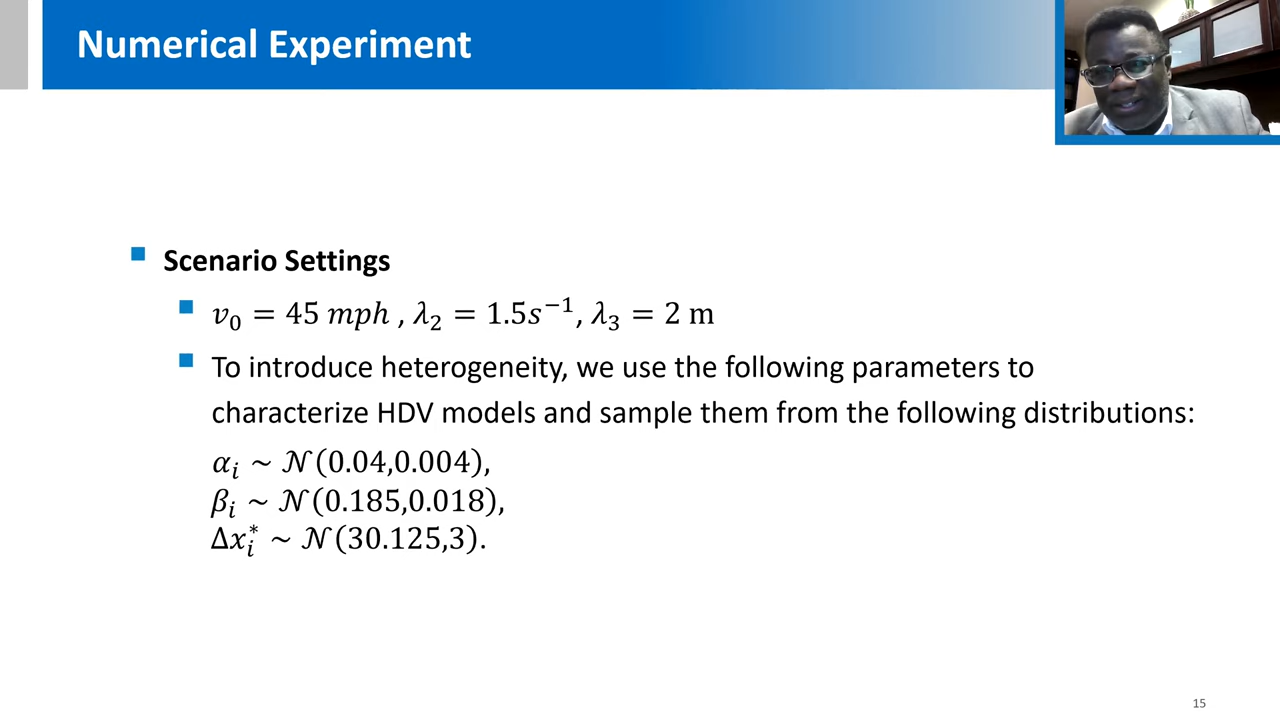 Numerical Experiment
Scenario Settings
v₀ = 45 mph , λ₂ = 1.5s⁻¹, λ₃ = 2 m
To introduce heterogeneity, we use the following parameters to
characterize HDV models and sample them from the following distributions:
αᵢ ~ 𝒩(0.04,0.004),
βᵢ ~ 𝒩(0.185,0.018),
Δxᵢ* ~ 𝒩(30.125,3).
15